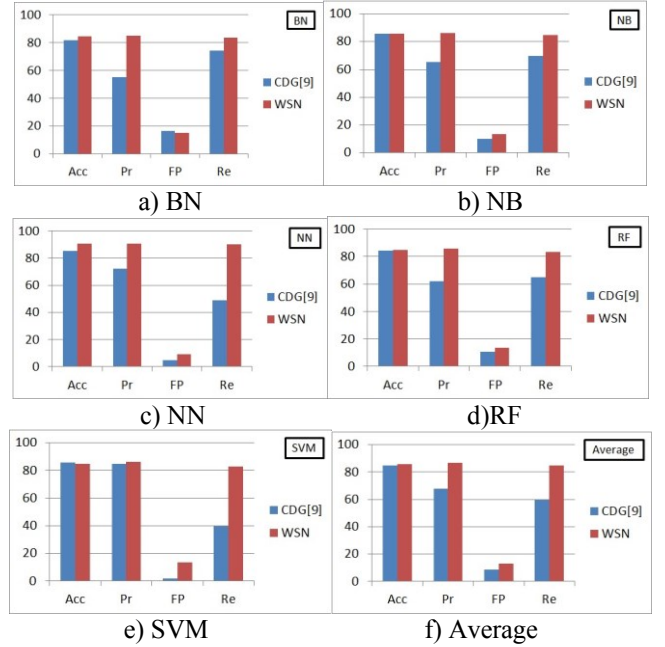 BN
100
80
60
40
20
0
Acc Pr FP Re
CDG[9]
WSN
a) BN
NB
100
80
60
40
20
0
Acc Pr FP Re
CDG[9]
WSN
b) NB
NN
100
80
60
40
20
0
Acc Pr FP Re
CDG[9]
WSN
c) NN
RF
100
80
60
40
20
0
Acc Pr FP Re
CDG[9]
WSN
d)RF
SVM
100
80
60
40
20
0
Acc Pr FP Re
CDG[9]
WSN
e) SVM
Average
100
80
60
40
20
0
Acc Pr FP Re
CDG[9]
WSN
f) Average